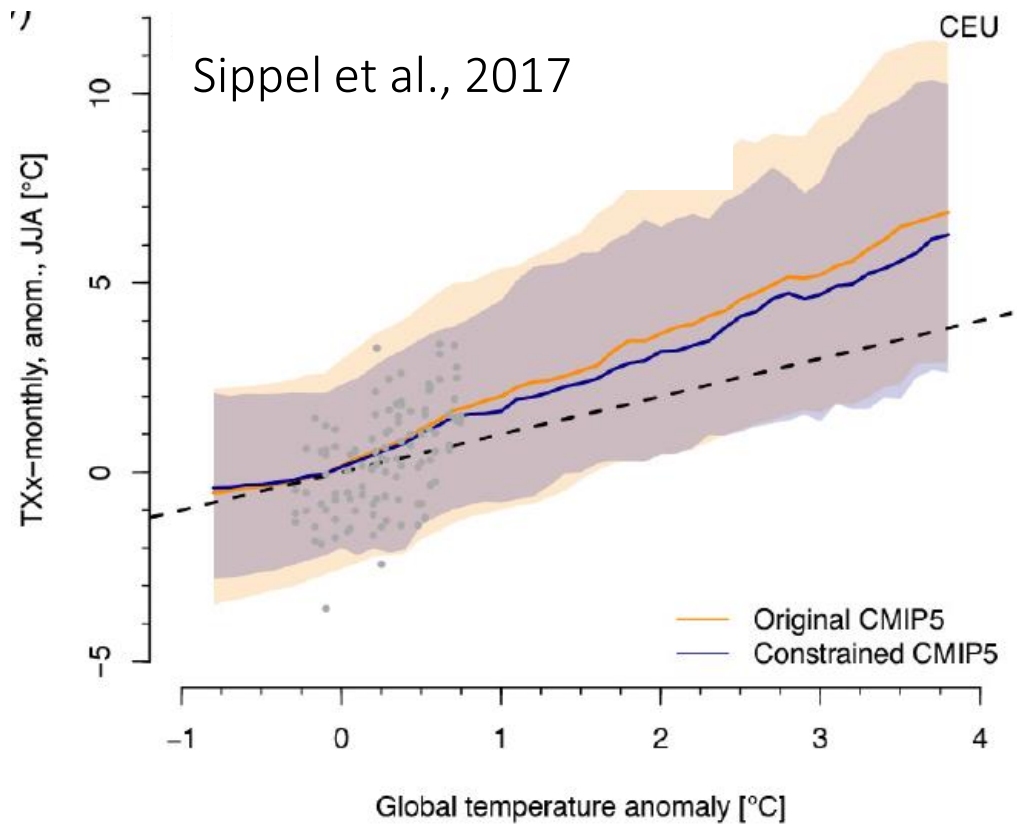 CEU
Sippel et al., 2017
TXx-monthly, anom., JJA [°C]
10
5
0
-5
Original CMIP5
Constrained CMIP5
-1 0 1 2 3 4
Global temperature anomaly [°C]